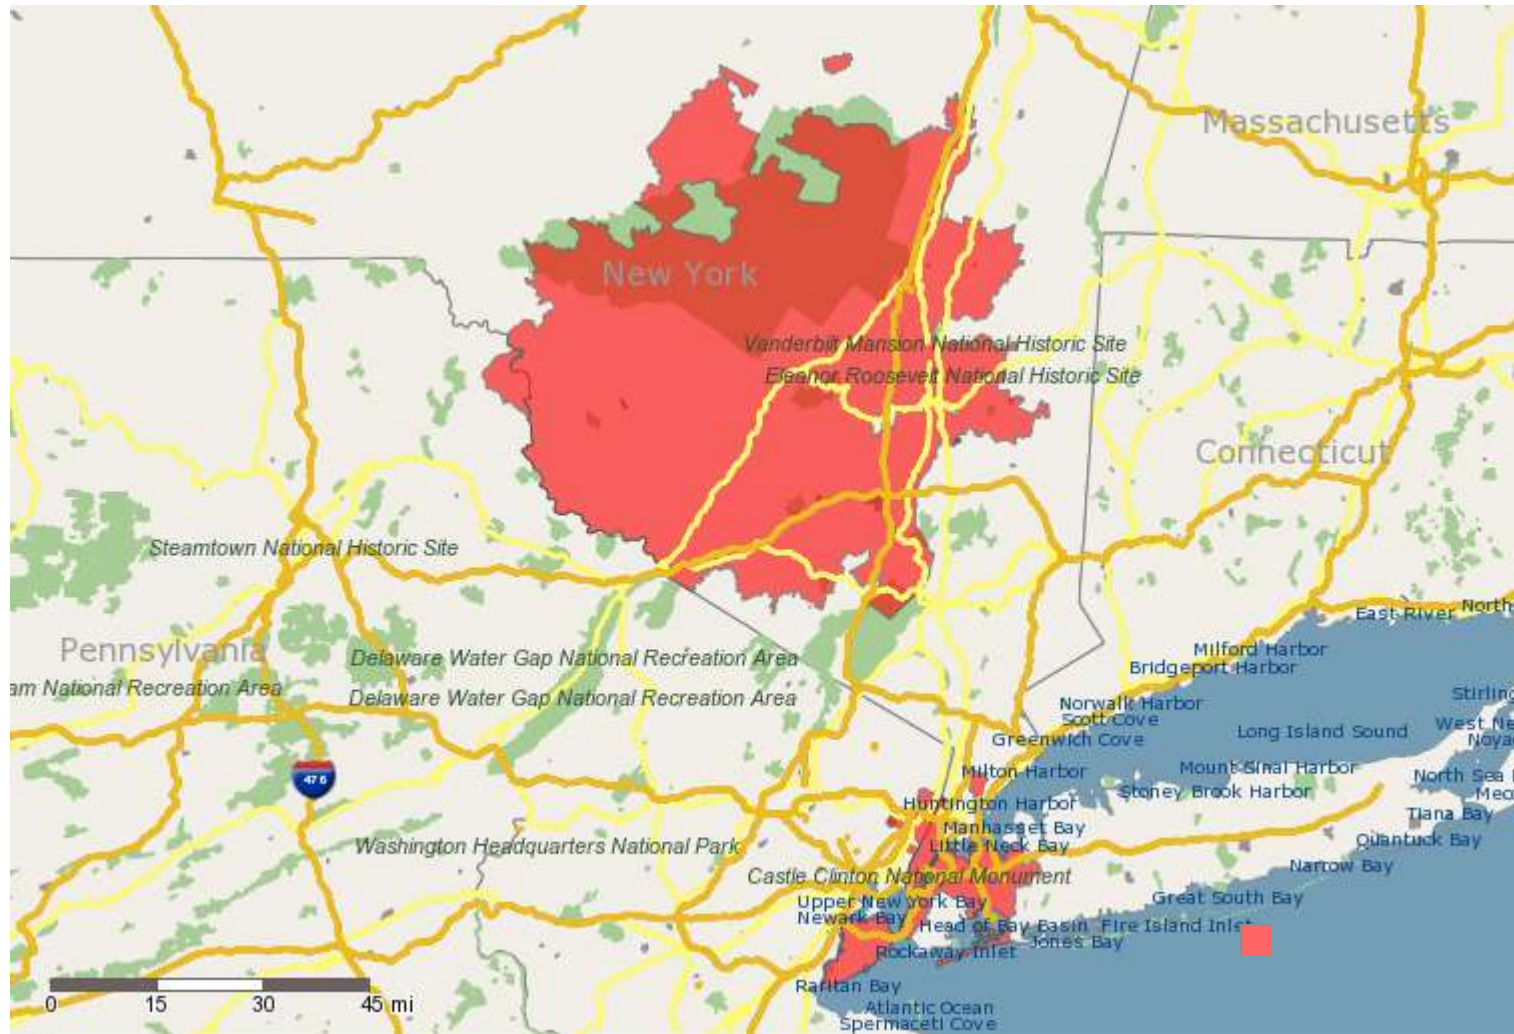 Massachusetts
New York
Vanderbilt Mansion National Historic Site
Eleanor Roosevelt National Historic Site
Connecticut
Steamtown National Historic Site
East River
North
Pennsylvania
Milford Harbor
Delaware Water Gap National Recreation Area
Bridgeport Harbor
am National Recreation Area
Delaware Water Gap National Recreation Area
Stirling
Norwalk Harbor
Scott Cove
West Ne
Long Island Sound
Noya
Greenwich Cove
Milton Harbor
Mount Sinai Harbor
North Sea
476
Stoney Brook Harbor
Meco
Huntington Harbor
Tiana Bay
Manhasset Bay
Quantuck Bay
Washington Headquarters National Park
Little Neck Bay
Narrow Bay
Castle Clinton National Monument
Great South Bay
Upper New York Bay
Newark Bay
Head of Bay Basin
Fire Island Inlet
Jones Bay
Rockaway Inlet
Raritan Bay
0 15 30 45 mi
Atlantic Ocean
Spermaceti Cove